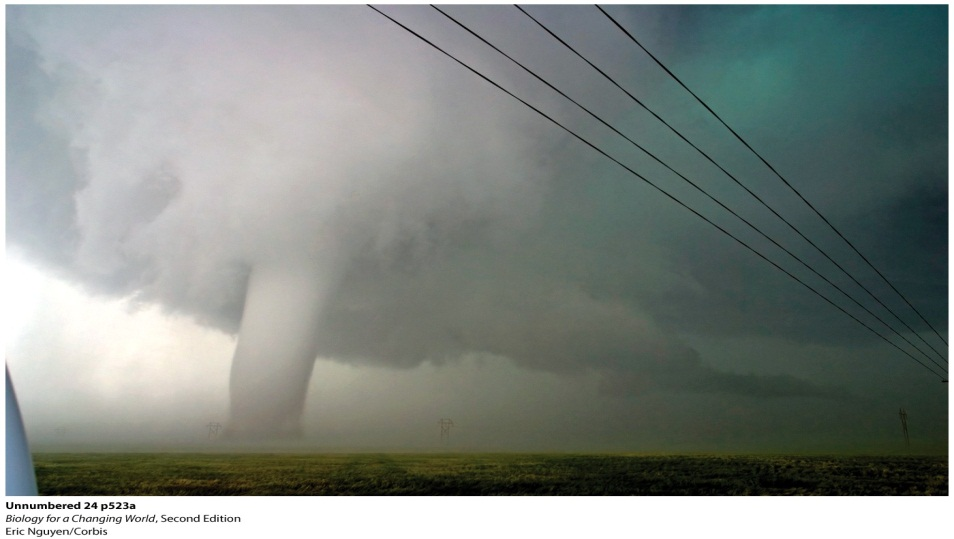 Unnumbered 24 p523a
Biology for a Changing World, Second Edition
Eric Nguyen/Corbis